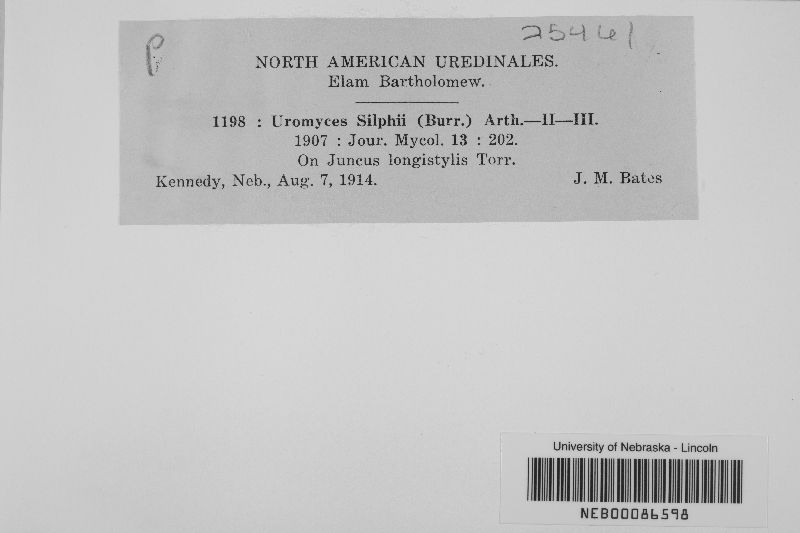 25461
P
NORTH AMERICAN UREDINALES.
Elam Bartholomew.
1198 : Uromyces Silphii (Burr.) Arth.—II—III.
1907 : Jour. Mycol. 13 : 202.
On Juncus longistylis Torr.
Kennedy, Neb., Aug. 7, 1914. J. M. Bates
University of Nebraska - Lincoln
NEB00086598